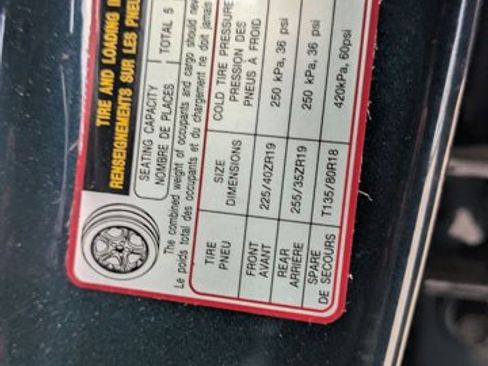 TIRE AND LOADING
RENSEIGNEMENTS SUR LES PNEU
SEATING CAPACITY
NOMBRE DE PLACES
TOTAL 5
The combined weight of occupants and cargo should never
Le poids total des occupants et du chargement ne doit jamais
TIRE
PNEU
SIZE
DIMENSIONS
COLD TIRE PRESSURE
PRESSION DES
PNEUS À FROID
FRONT
AVANT
225/40ZR19
250 kPa, 36 psi
REAR
ARRIÈRE
255/35ZR19
250 kPa, 36 psi
SPARE
DE SECOURS
T135/80R18
420kPa, 60psi